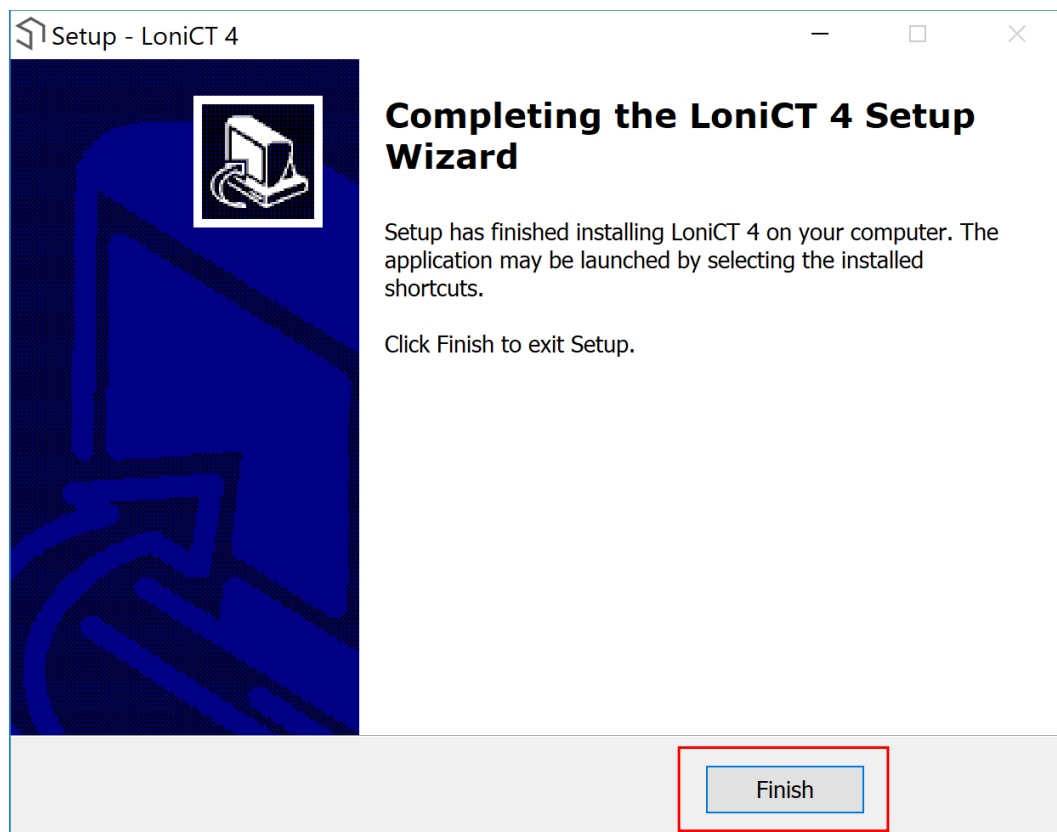 Setup - LoniCT 4
Completing the LoniCT 4 Setup
Wizard
Setup has finished installing LoniCT 4 on your computer. The
application may be launched by selecting the installed
shortcuts.
Click Finish to exit Setup.
Finish